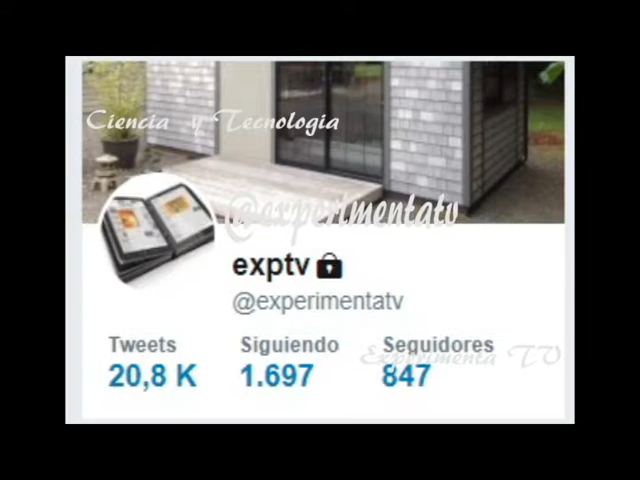 Ciencia y Tecnologia
@experimentatv
exptv
@experimentatv
Tweets Siguiendo Seguidores
Experimenta TV
20,8 K 1.697 847